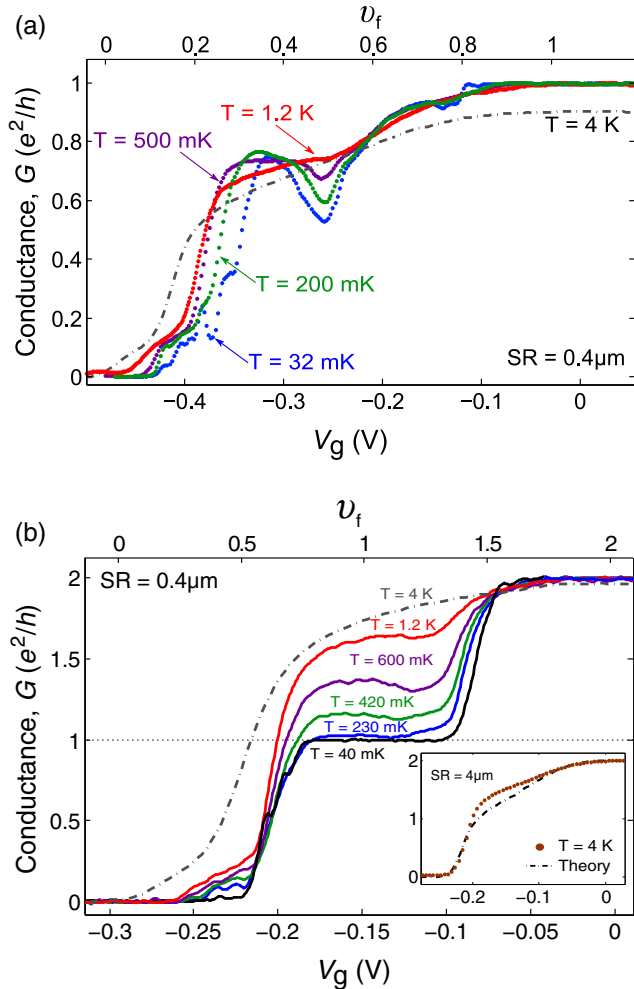 (a)
υf
0 0.2 0.4 0.6 0.8 1
Conductance, G (e²/h)
1
0.8
0.6
0.4
0.2
0
T = 1.2 K
T = 500 mK
T = 4 K
T = 200 mK
T = 32 mK
SR = 0.4µm
−0.4 −0.3 −0.2 −0.1 0
Vg (V)
(b)
υf
0 0.5 1 1.5 2
Conductance, G (e²/h)
2
1.5
1
0.5
0
SR = 0.4µm
T = 4 K
T = 1.2 K
T = 600 mK
T = 420 mK
T = 230 mK
T = 40 mK
SR = 4µm
2
1
0
T = 4 K
Theory
−0.2 −0.1 0
−0.3 −0.25 −0.2 −0.15 −0.1 −0.05 0
Vg (V)